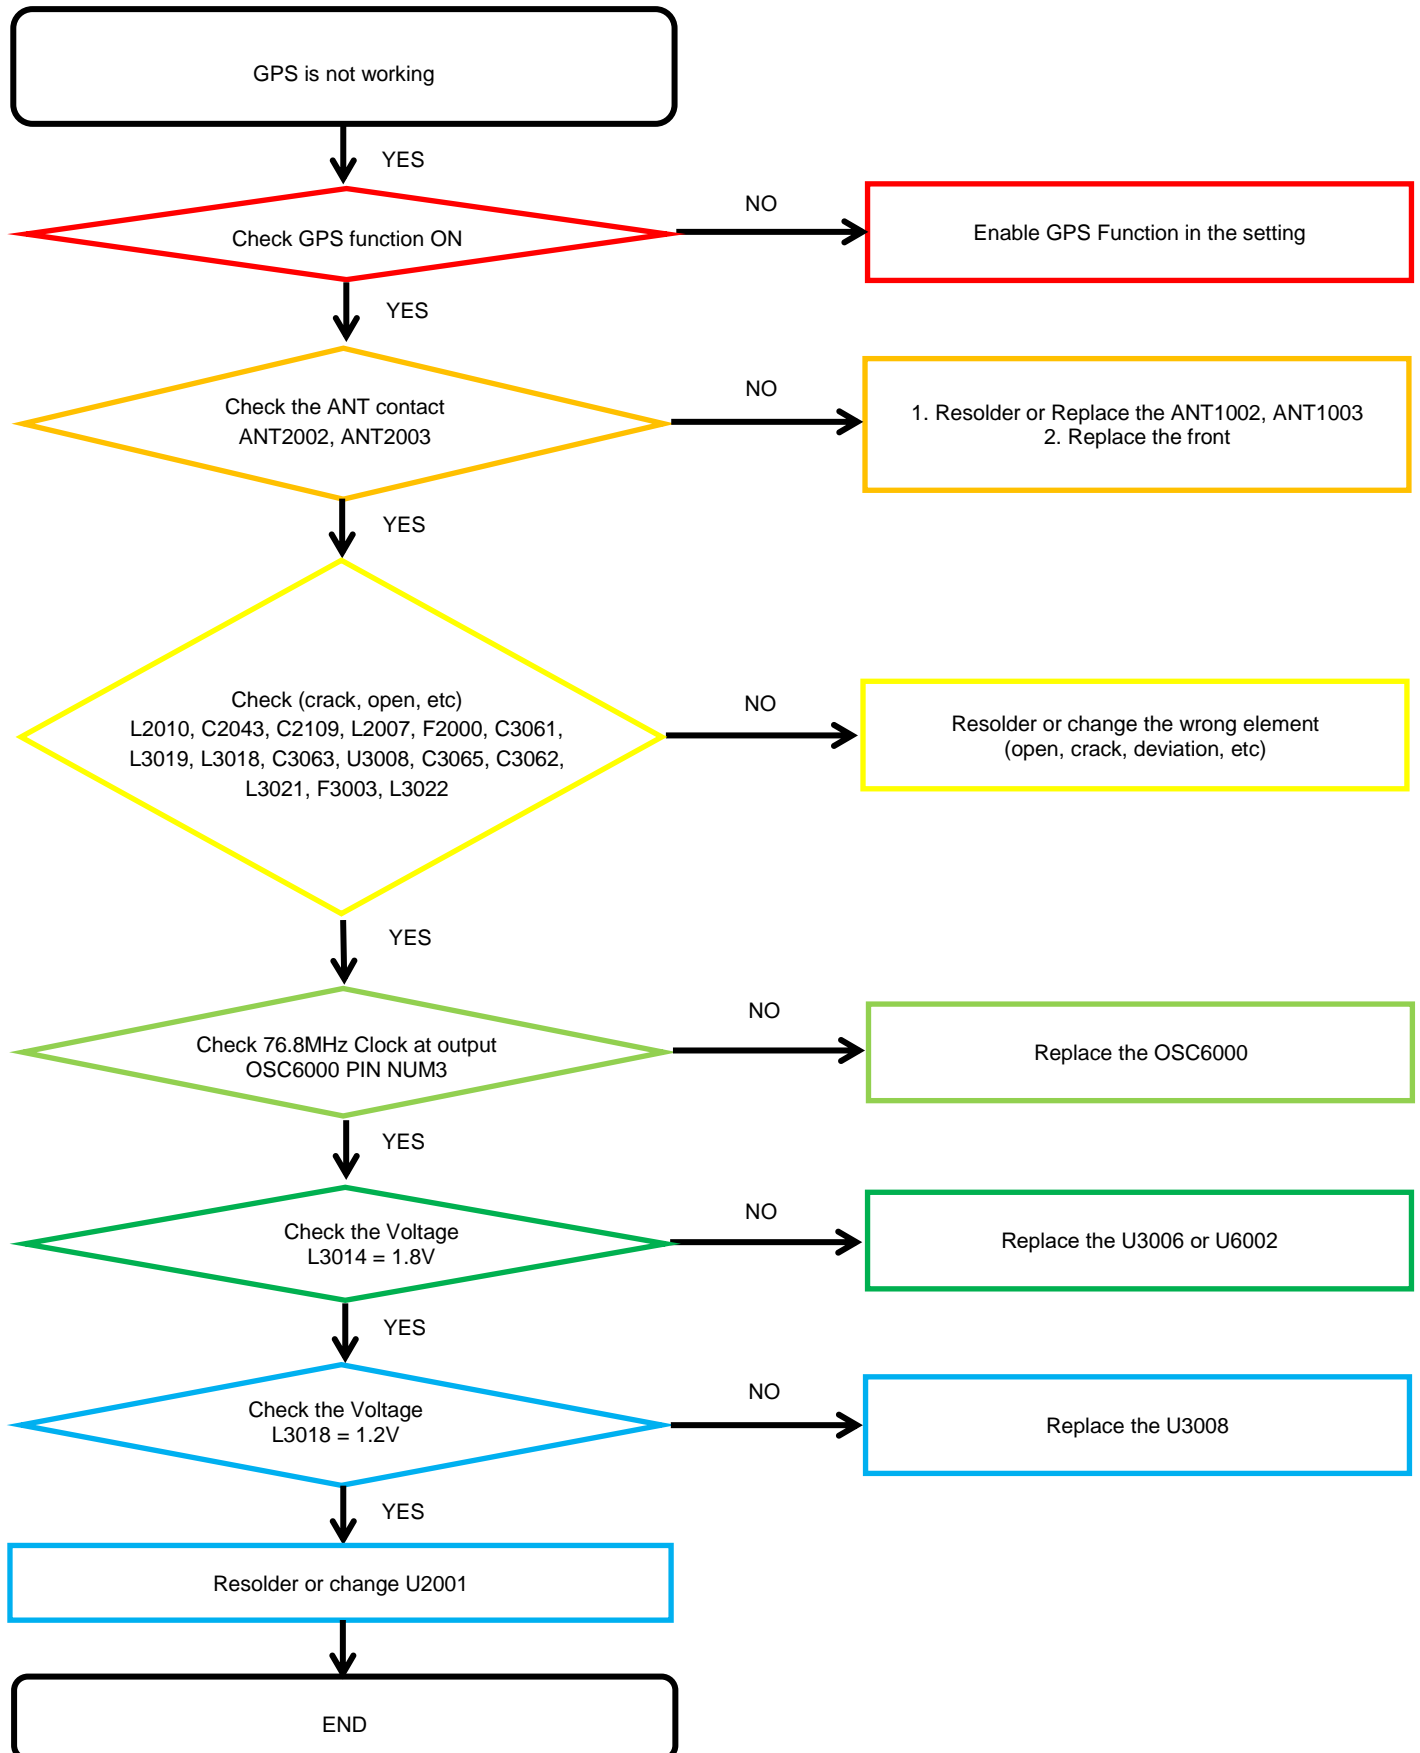 GPS is not working
YES
Check GPS function ON
NO
Enable GPS Function in the setting
YES
Check the ANT contact
ANT2002, ANT2003
NO
1. Resolder or Replace the ANT1002, ANT1003
2. Replace the front
YES
Check (crack, open, etc)
L2010, C2043, C2109, L2007, F2000, C3061,
L3019, L3018, C3063, U3008, C3065, C3062,
L3021, F3003, L3022
NO
Resolder or change the wrong element
(open, crack, deviation, etc)
YES
Check 76.8MHz Clock at output
OSC6000 PIN NUM3
NO
Replace the OSC6000
YES
Check the Voltage
L3014 = 1.8V
NO
Replace the U3006 or U6002
YES
Check the Voltage
L3018 = 1.2V
NO
Replace the U3008
YES
Resolder or change U2001
END